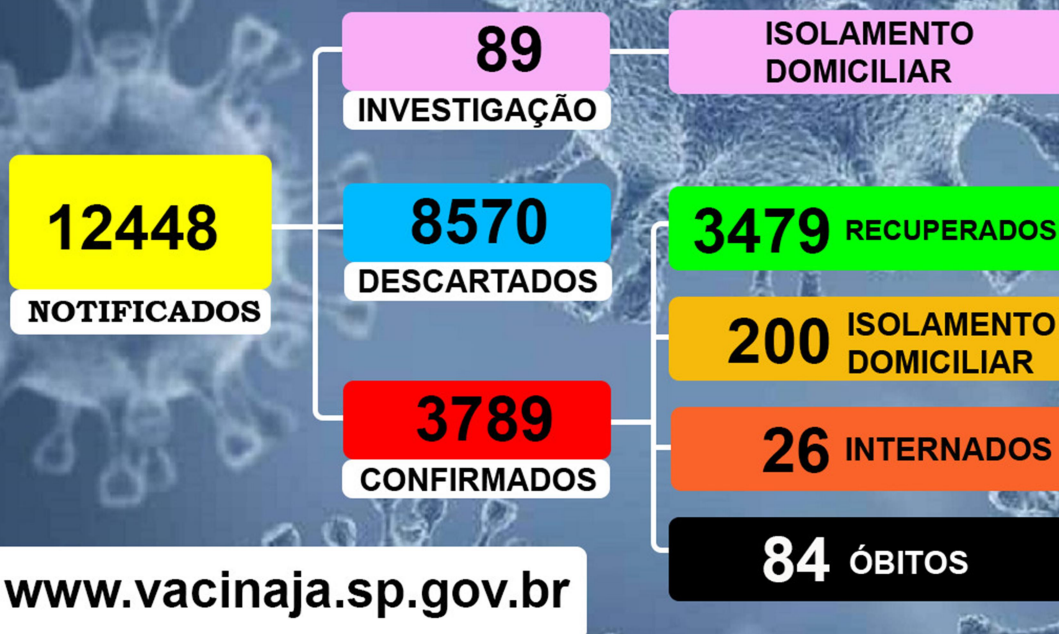 12448
NOTIFICADOS
89
INVESTIGAÇÃO
ISOLAMENTO
DOMICILIAR
8570
DESCARTADOS
3789
CONFIRMADOS
3479 RECUPERADOS
200 ISOLAMENTO
DOMICILIAR
26 INTERNADOS
84 ÓBITOS
www.vacinaja.sp.gov.br